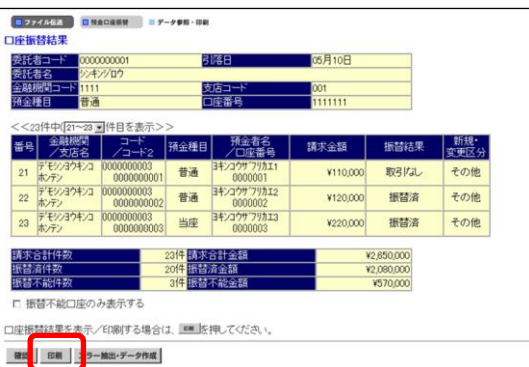 ファイル伝送 預金口座振替 データ参照・印刷
口座振替結果
委託者コード 0000000001 引落日 05月10日
委託者名 シンキンジロウ
金融機関コード 1111 支店コード 001
預金種目 普通 口座番号 1111111
<<23件中 21~23 件目を表示>>
番号 金融機関／支店名 コード／コード2 預金種目 預金者名／口座番号 請求金額 振替結果 新規・変更区分
21 デモシヨウキンコ 0000000003 普通 ヨキンコウザフリカエ1 ¥110,000 取引なし その他
ホンテン 0000000001 0000001
22 デモシヨウキンコ 0000000003 普通 ヨキンコウザフリカエ2 ¥120,000 振替済 その他
ホンテン 0000000002 0000002
23 デモシヨウキンコ 0000000003 当座 ヨキンコウザフリカエ3 ¥220,000 振替済 その他
ホンテン 0000000003 0000003
請求合計件数 23件 請求合計金額 ¥2,650,000
振替済件数 20件 振替済金額 ¥2,080,000
振替不能件数 3件 振替不能金額 ¥570,000
振替不能口座のみ表示する
口座振替結果を表示／印刷する場合は、 印刷 を押してください。
確認 印刷 エラー抽出・データ作成